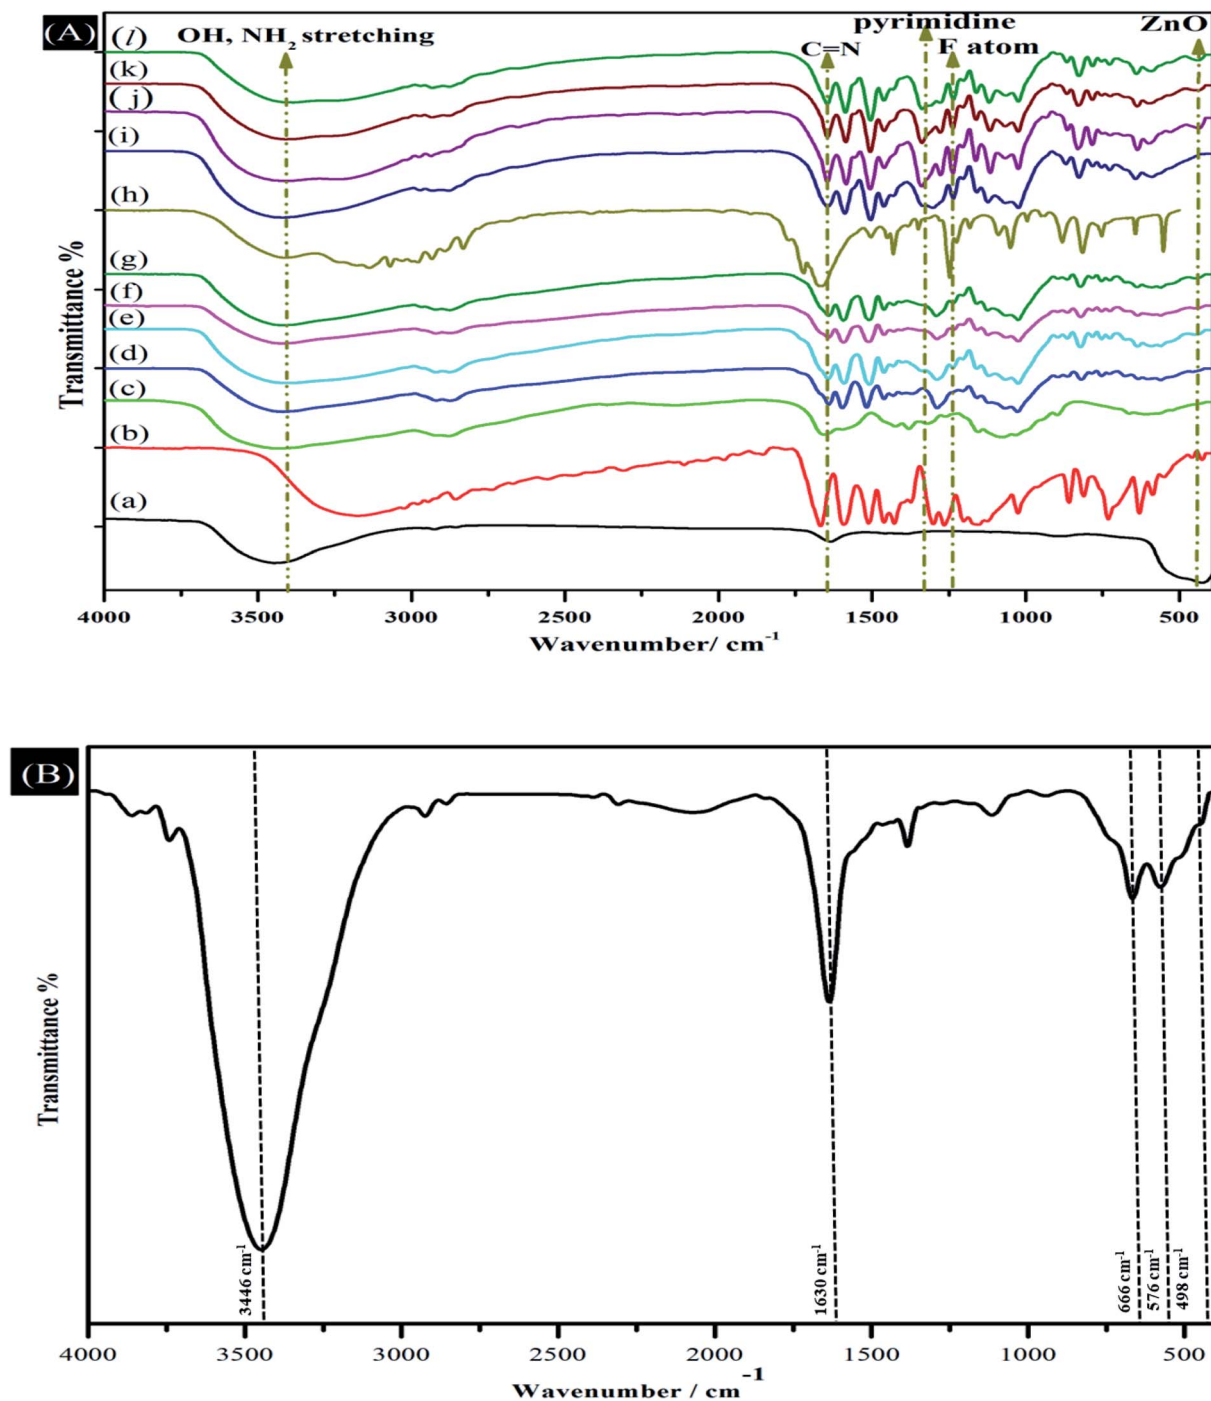 (A)
OH, NH₂ stretching
C=N
pyrimidine
F atom
ZnO
(l)
(k)
(j)
(i)
(h)
(g)
(f)
(e)
(d)
(c)
(b)
(a)
Transmittance %
4000 3500 3000 2500 2000 1500 1000 500
Wavenumber/ cm⁻¹
(B)
Transmittance %
3446 cm⁻¹
1630 cm⁻¹
666 cm⁻¹
576 cm⁻¹
498 cm⁻¹
4000 3500 3000 2500 2000 1500 1000 500
Wavenumber / cm⁻¹